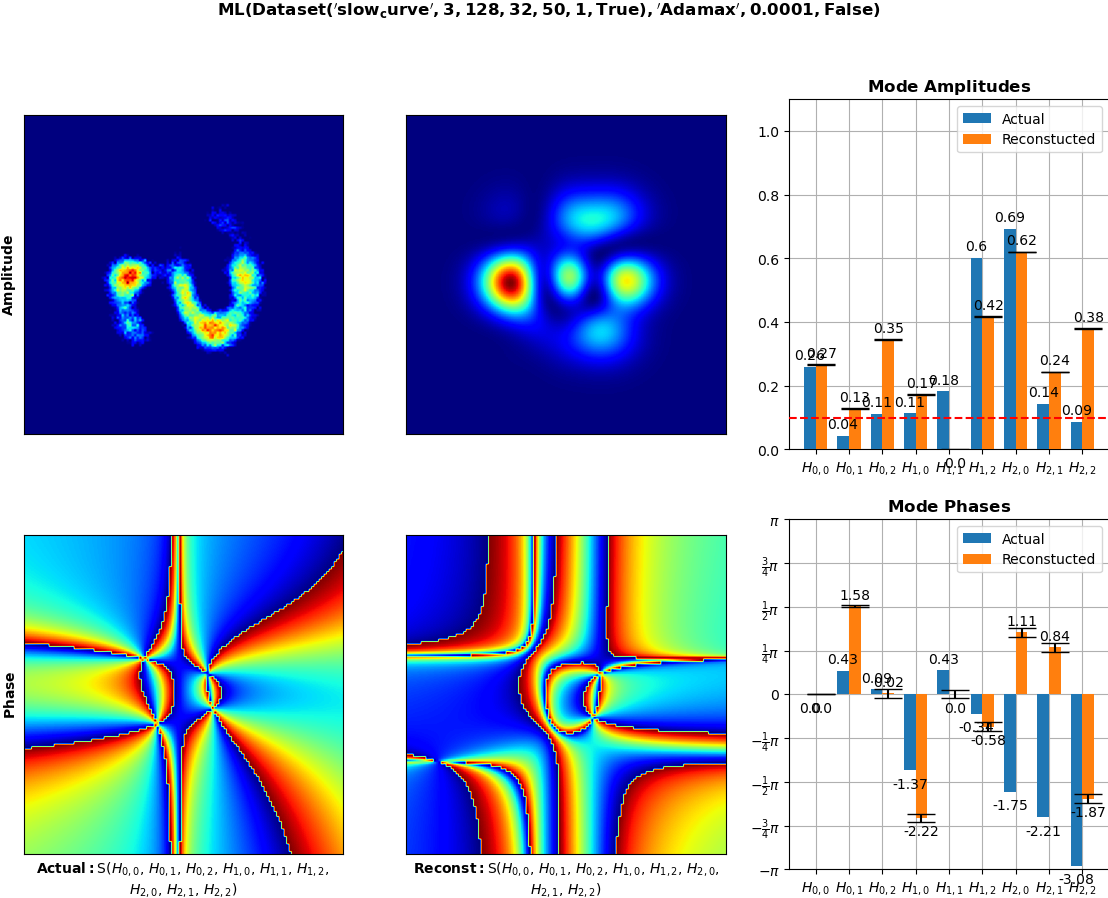 ML(Dataset('slow_curve', 3, 128, 32, 50, 1, True), 'Adamax', 0.0001, False)
Amplitude
Mode Amplitudes
Actual
Reconstucted
1.0
0.8
0.6
0.4
0.2
0.0
0.26
0.27
0.04
0.13
0.11
0.35
0.11
0.17
0.18
0.0
0.6
0.42
0.69
0.62
0.14
0.24
0.09
0.38
H0,0 H0,1 H0,2 H1,0 H1,1 H1,2 H2,0 H2,1 H2,2
Phase
Actual: S(H0,0, H0,1, H0,2, H1,0, H1,1, H1,2,
H2,0, H2,1, H2,2)
Reconst: S(H0,0, H0,1, H0,2, H1,0, H1,2, H2,0,
H2,1, H2,2)
Mode Phases
Actual
Reconstucted
π
3/4π
1/2π
1/4π
0
−1/4π
−1/2π
−3/4π
−π
0.0
0.0
0.43
1.58
0.09
0.02
-1.37
-2.22
0.43
0.0
-0.34
-0.58
-1.75
1.11
-2.21
0.84
-3.08
-1.87
H0,0 H0,1 H0,2 H1,0 H1,1 H1,2 H2,0 H2,1 H2,2